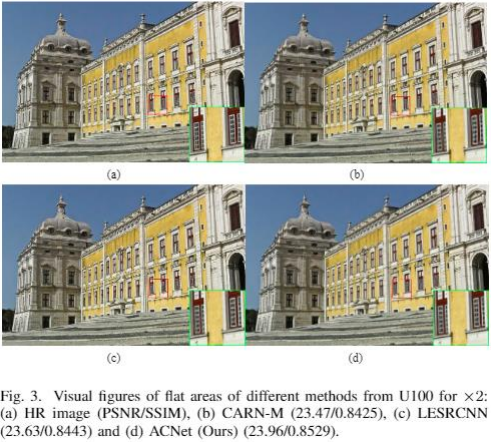 (a)
(b)
(c)
(d)
Fig. 3. Visual figures of flat areas of different methods from U100 for ×2:
(a) HR image (PSNR/SSIM), (b) CARN-M (23.47/0.8425), (c) LESRCNN
(23.63/0.8443) and (d) ACNet (Ours) (23.96/0.8529).